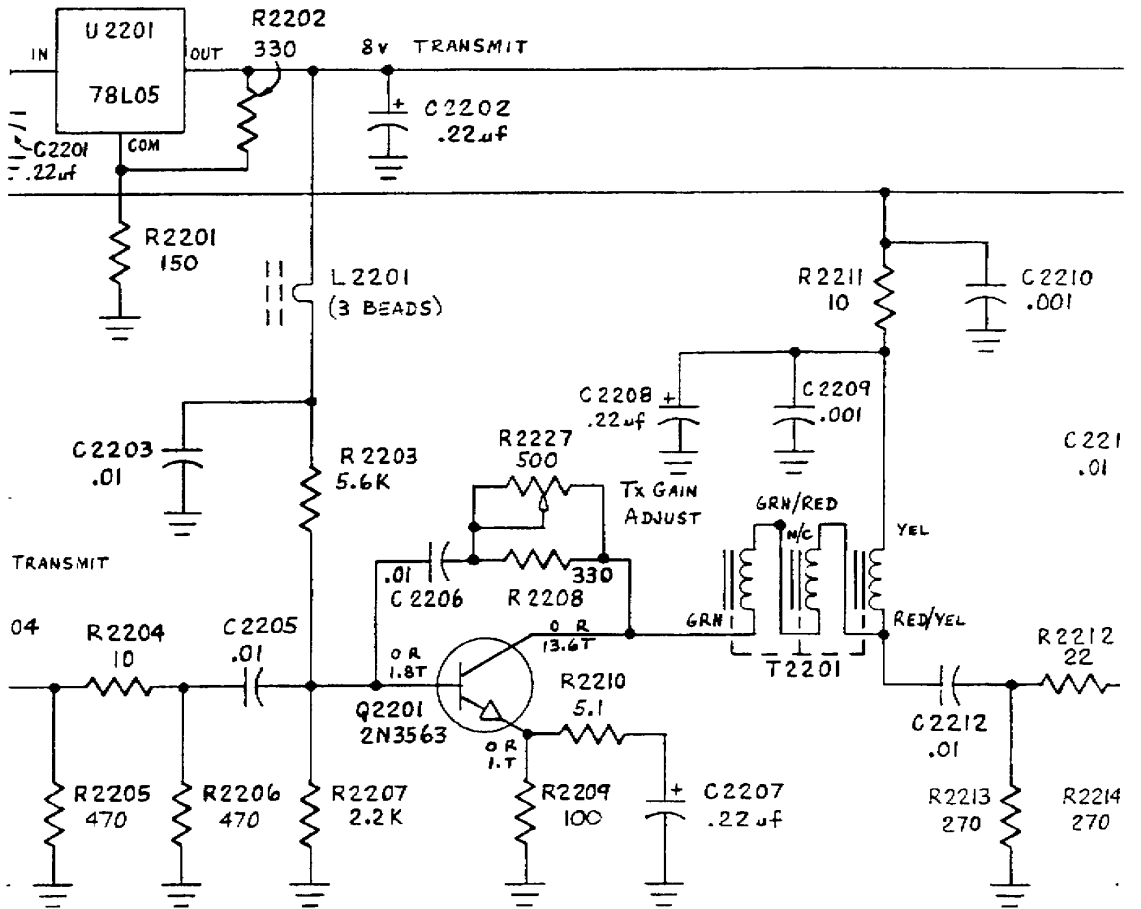 U2201
IN
OUT
78L05
COM
R2202
330
8V TRANSMIT
C2202
.22uf
+
C2201
.22uf
R2201
150
L2201
(3 BEADS)
R2211
10
C2210
.001
C2203
.01
R2203
5.6K
R2227
500
TX GAIN
ADJUST
C2208
.22uf
+
C2209
.001
C221
.01
GRN/RED
N/C
YEL
TRANSMIT
04
R2204
10
C2205
.01
.01
C2206
R2208
330
0 R
1.8T
0 R
13.6T
GRN
T2201
RED/YEL
R2212
22
Q2201
2N3563
0 R
1.T
R2210
5.1
C2212
.01
R2205
470
R2206
470
R2207
2.2K
R2209
100
+
C2207
.22uf
R2213
270
R2214
270